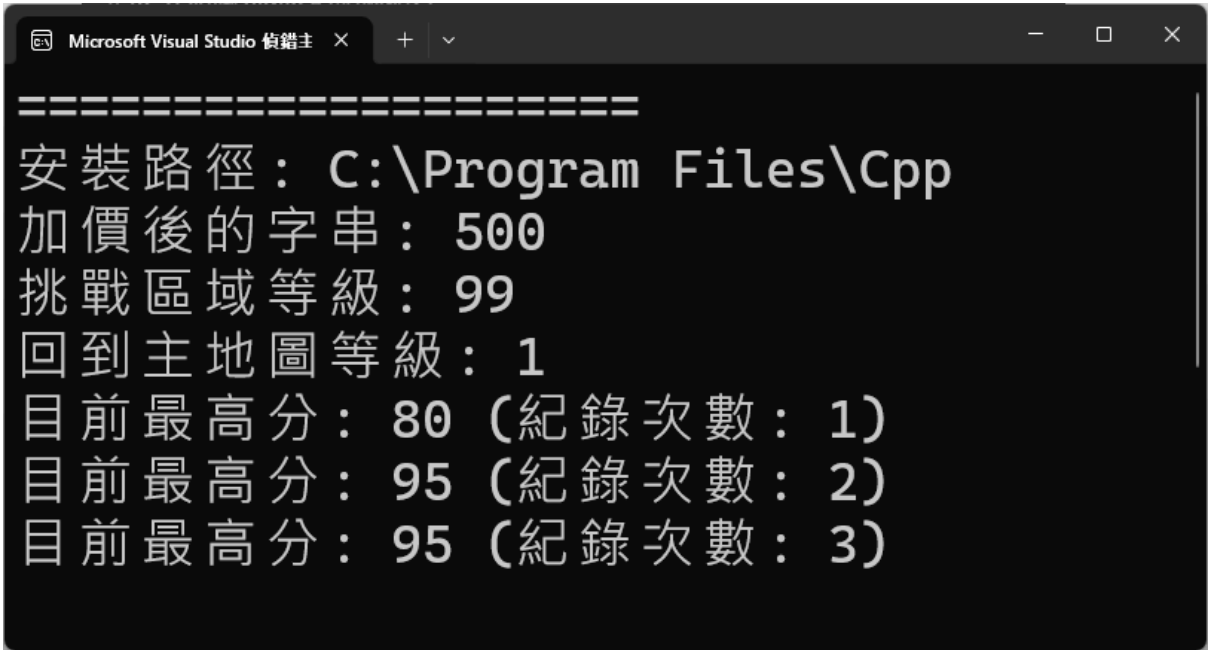 Microsoft Visual Studio 偵錯主
=====================
安裝路徑: C:\Program Files\Cpp
加價後的字串: 500
挑戰區域等級: 99
回到主地圖等級: 1
目前最高分: 80 (紀錄次數: 1)
目前最高分: 95 (紀錄次數: 2)
目前最高分: 95 (紀錄次數: 3)